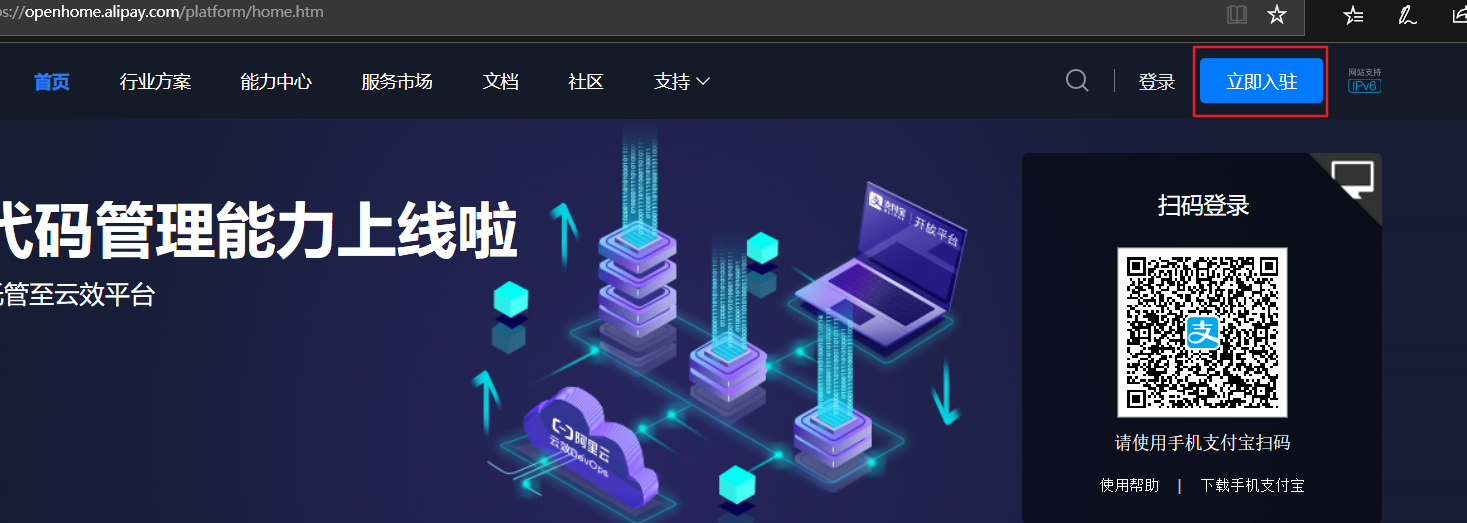 s://openhome.alipay.com/platform/home.htm
首页 行业方案 能力中心 服务市场 文档 社区 支持 登录 立即入驻 网站支持 IPv6
代码管理能力上线啦
托管至云效平台
支付宝 开放平台
阿里云
云效DevOps
扫码登录
支
请使用手机支付宝扫码
使用帮助 | 下载手机支付宝